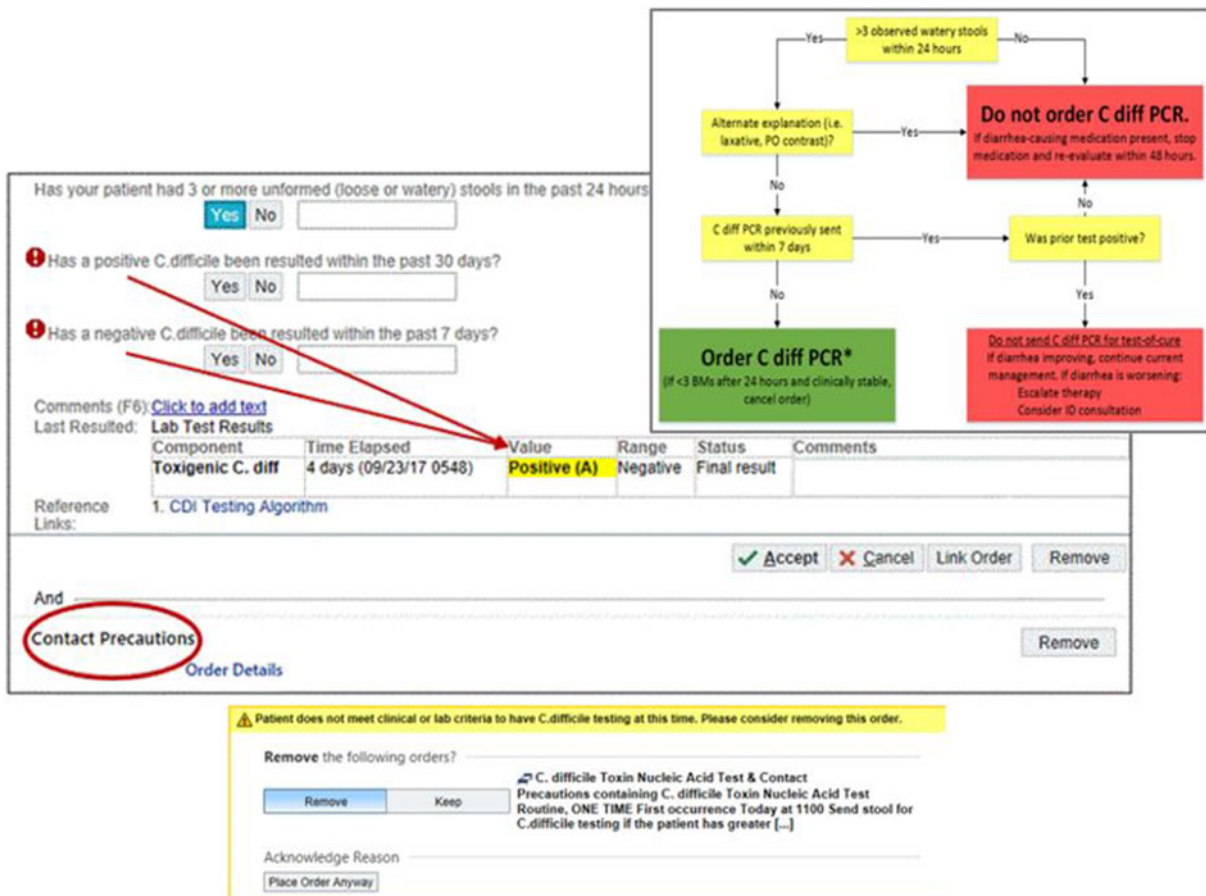 >3 observed watery stools
within 24 hours
Yes
No
Alternate explanation (i.e.
laxative, PO contrast)?
Yes
Do not order C diff PCR.
If diarrhea-causing medication present, stop
medication and re-evaluate within 48 hours.
No
No
C diff PCR previously sent
within 7 days
Yes
Was prior test positive?
No
Yes
Order C diff PCR*
(If <3 BMs after 24 hours and clinically stable,
cancel order)
Do not send C diff PCR for test-of-cure
If diarrhea improving, continue current
management. If diarrhea is worsening:
Escalate therapy
Consider ID consultation
Has your patient had 3 or more unformed (loose or watery) stools in the past 24 hours
Yes No
Has a positive C.difficile been resulted within the past 30 days?
Yes No
Has a negative C.difficile been resulted within the past 7 days?
Yes No
Comments (F6): Click to add text
Last Resulted: Lab Test Results
Component Time Elapsed Value Range Status Comments
Toxigenic C. diff 4 days (09/23/17 0548) Positive (A) Negative Final result
Reference 1. CDI Testing Algorithm
Links:
Accept Cancel Link Order Remove
And
Contact Precautions Remove
Order Details
Patient does not meet clinical or lab criteria to have C.difficile testing at this time. Please consider removing this order.
Remove the following orders?
Remove Keep
C. difficile Toxin Nucleic Acid Test & Contact
Precautions containing C. difficile Toxin Nucleic Acid Test
Routine, ONE TIME First occurrence Today at 1100 Send stool for
C.difficile testing if the patient has greater [...]
Acknowledge Reason
Place Order Anyway